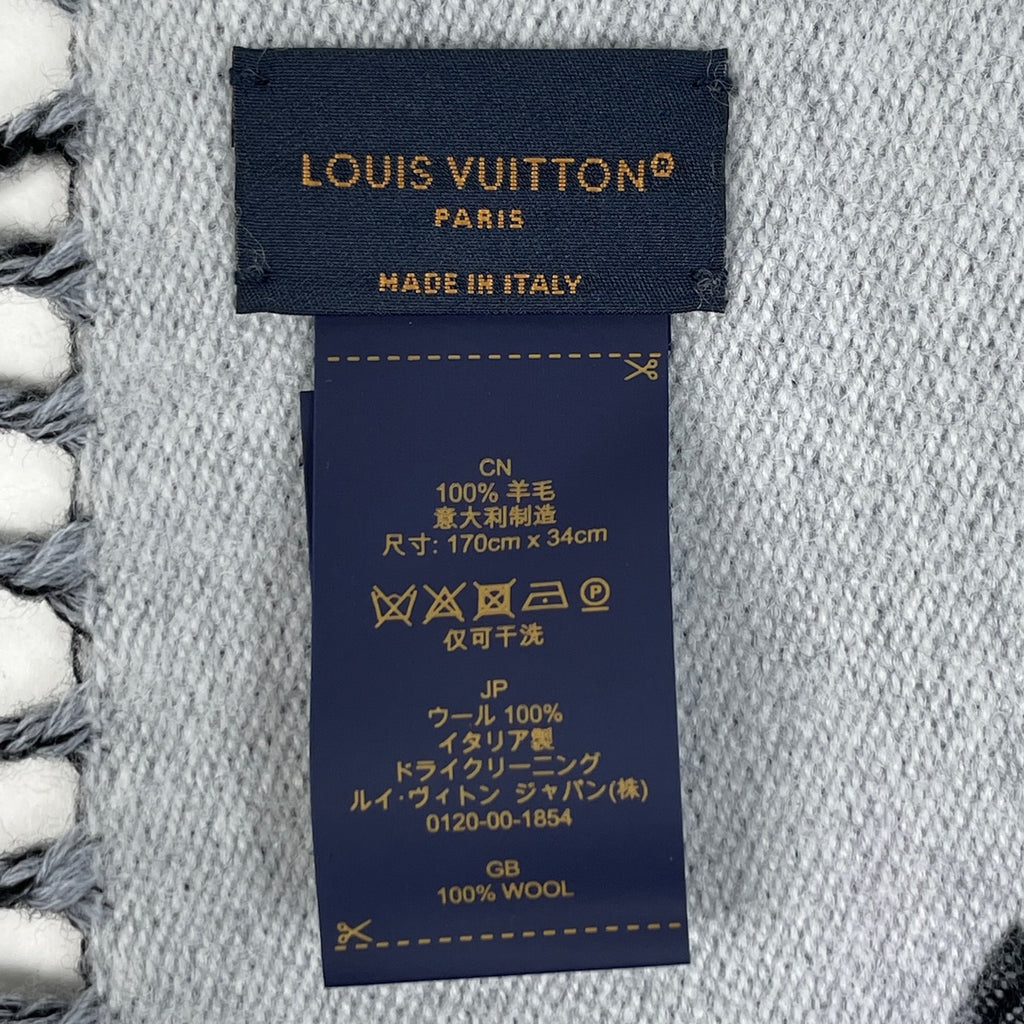 LOUIS VUITTON®
PARIS
MADE IN ITALY
CN
100% 羊毛
意大利制造
尺寸: 170cm x 34cm
P
仅可干洗
JP
ウール 100%
イタリア製
ドライクリーニング
ルイ·ヴィトン ジャパン(株)
0120-00-1854
GB
100% WOOL